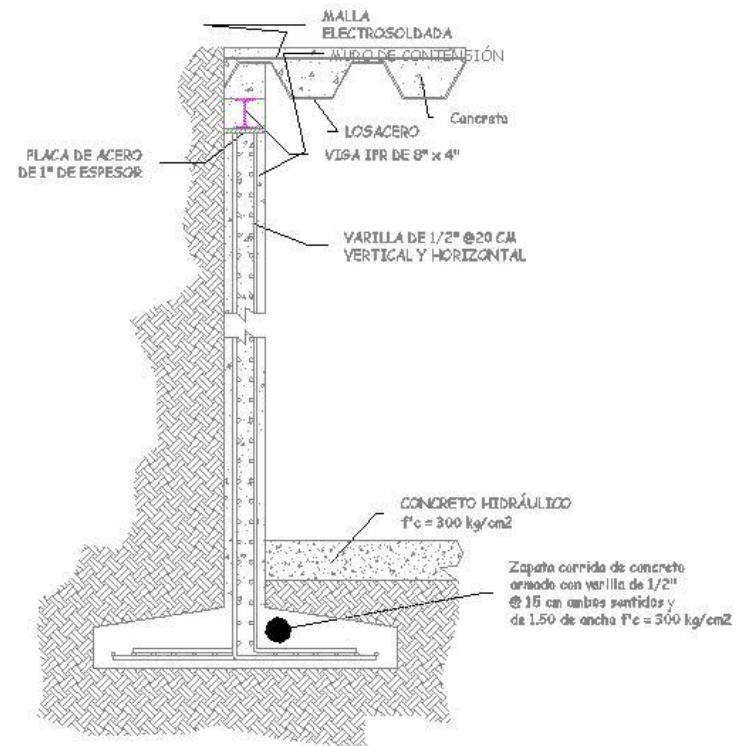 MALLA
ELECTROSOLDADA
MURO DE CONTENSIÓN
Concreto
LOSACERO
PLACA DE ACERO
DE 1" DE ESPESOR
VIGA IPR DE 8" x 4"
VARILLA DE 1/2" @20 CM
VERTICAL Y HORIZONTAL
CONCRETO HIDRÁULICO
f'c = 300 kg/cm2
Zapata corrida de concreto
armado con varilla de 1/2"
@ 15 cm ambos sentidos y
de 1.50 de ancho f'c = 300 kg/cm2